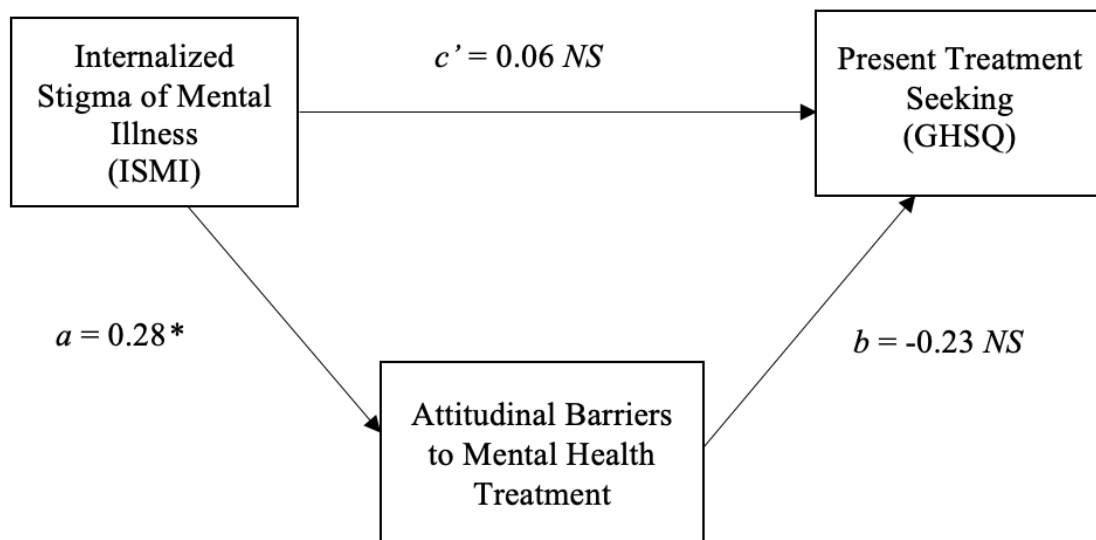 Internalized
Stigma of Mental
Illness
(ISMI)
c’ = 0.06 NS
Present Treatment
Seeking
(GHSQ)
a = 0.28*
b = -0.23 NS
Attitudinal Barriers
to Mental Health
Treatment